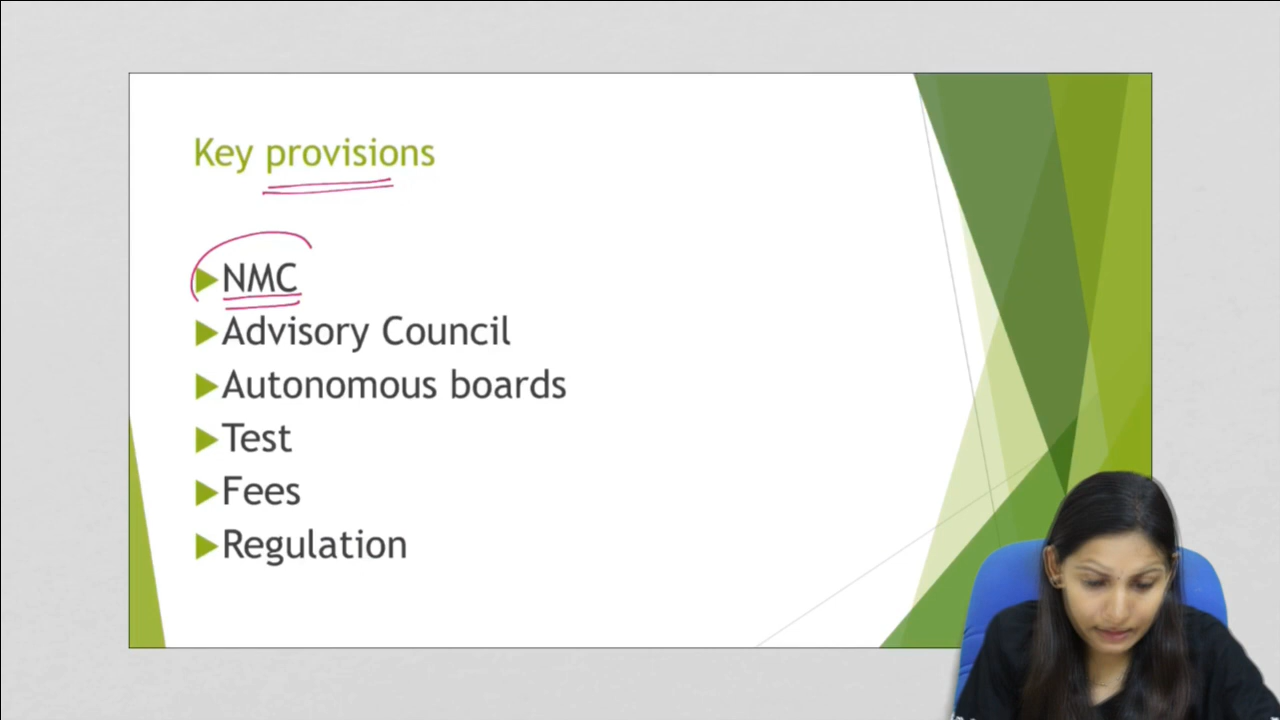 Key provisions
NMC
Advisory Council
Autonomous boards
Test
Fees
Regulation